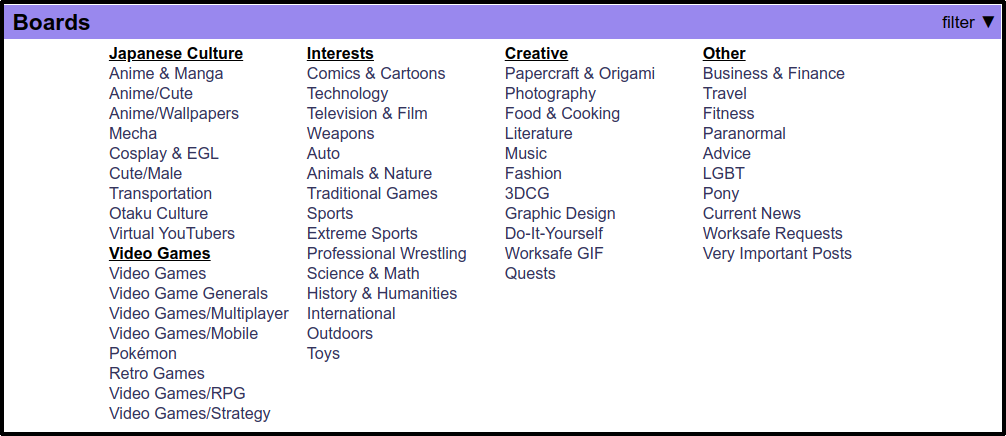 Boards
filter ▼
Japanese Culture
Anime & Manga
Anime/Cute
Anime/Wallpapers
Mecha
Cosplay & EGL
Cute/Male
Transportation
Otaku Culture
Virtual YouTubers
Video Games
Video Games
Video Game Generals
Video Games/Multiplayer
Video Games/Mobile
Pokémon
Retro Games
Video Games/RPG
Video Games/Strategy
Interests
Comics & Cartoons
Technology
Television & Film
Weapons
Auto
Animals & Nature
Traditional Games
Sports
Extreme Sports
Professional Wrestling
Science & Math
History & Humanities
International
Outdoors
Toys
Creative
Papercraft & Origami
Photography
Food & Cooking
Literature
Music
Fashion
3DCG
Graphic Design
Do-It-Yourself
Worksafe GIF
Quests
Other
Business & Finance
Travel
Fitness
Paranormal
Advice
LGBT
Pony
Current News
Worksafe Requests
Very Important Posts